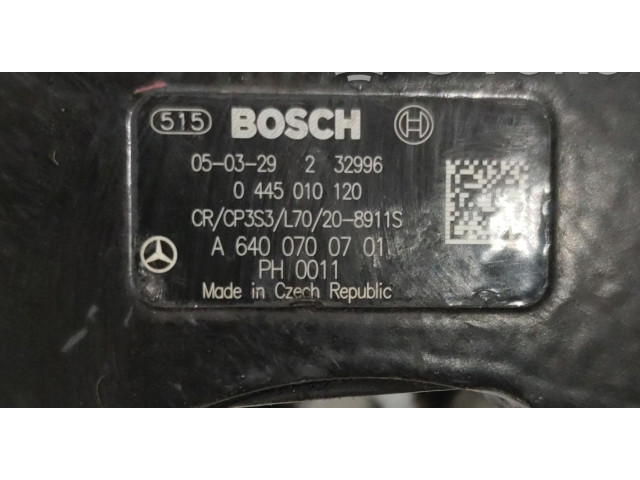 515 BOSCH
05-03-29 2 32996
0 445 010 120
CR/CP3S3/L70/20-8911S
A 640 070 07 01
PH 0011
Made in Czech Republic